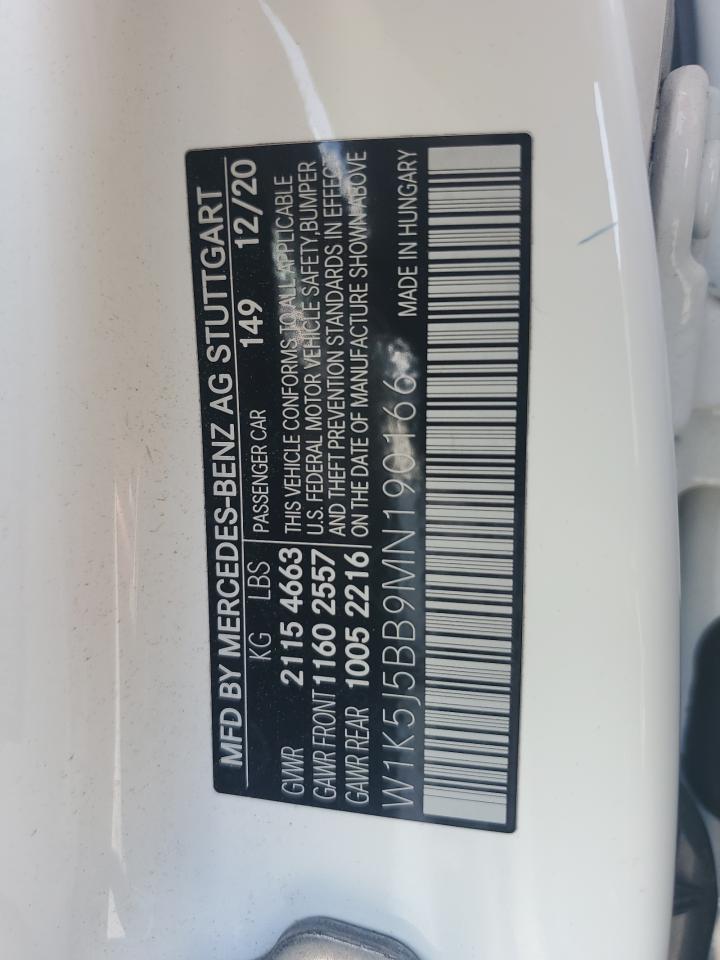 MFD BY MERCEDES-BENZ AG STUTTGART
KG LBS PASSENGER CAR 149 12/20
GVWR 2115 4663 THIS VEHICLE CONFORMS TO ALL APPLICABLE
GAWR FRONT 1160 2557 U.S. FEDERAL MOTOR VEHICLE SAFETY, BUMPER
GAWR REAR 1005 2216 AND THEFT PREVENTION STANDARDS IN EFFECT
ON THE DATE OF MANUFACTURE SHOWN ABOVE
W1K5J5BB9MN190166 MADE IN HUNGARY